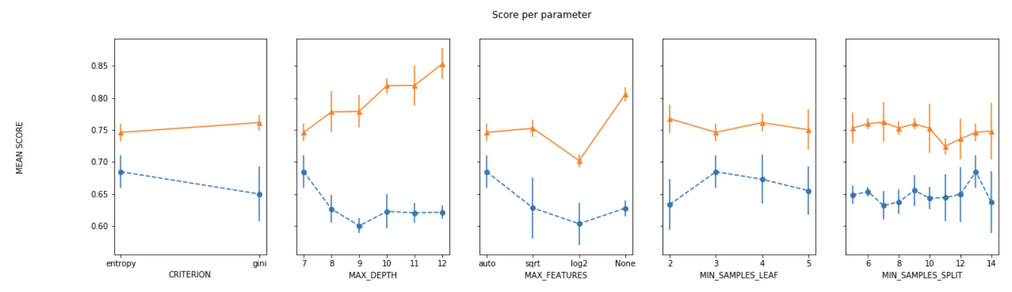 Score per parameter
MEAN SCORE
0.85
0.80
0.75
0.70
0.65
0.60
entropy gini
CRITERION
7 8 9 10 11 12
MAX_DEPTH
auto sqrt log2 None
MAX_FEATURES
2 3 4 5
MIN_SAMPLES_LEAF
6 8 10 12 14
MIN_SAMPLES_SPLIT